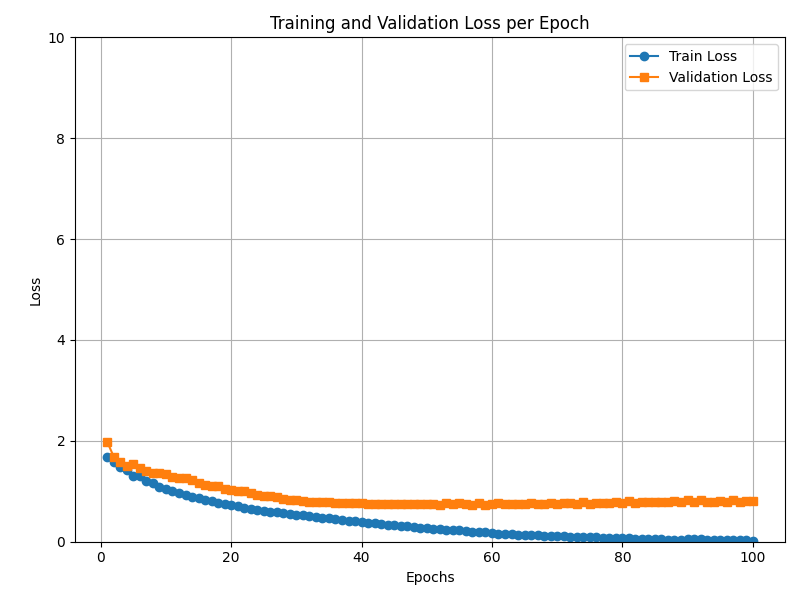 Training and Validation Loss per Epoch
Train Loss
Validation Loss
10
8
6
4
2
0
Loss
0 20 40 60 80 100
Epochs